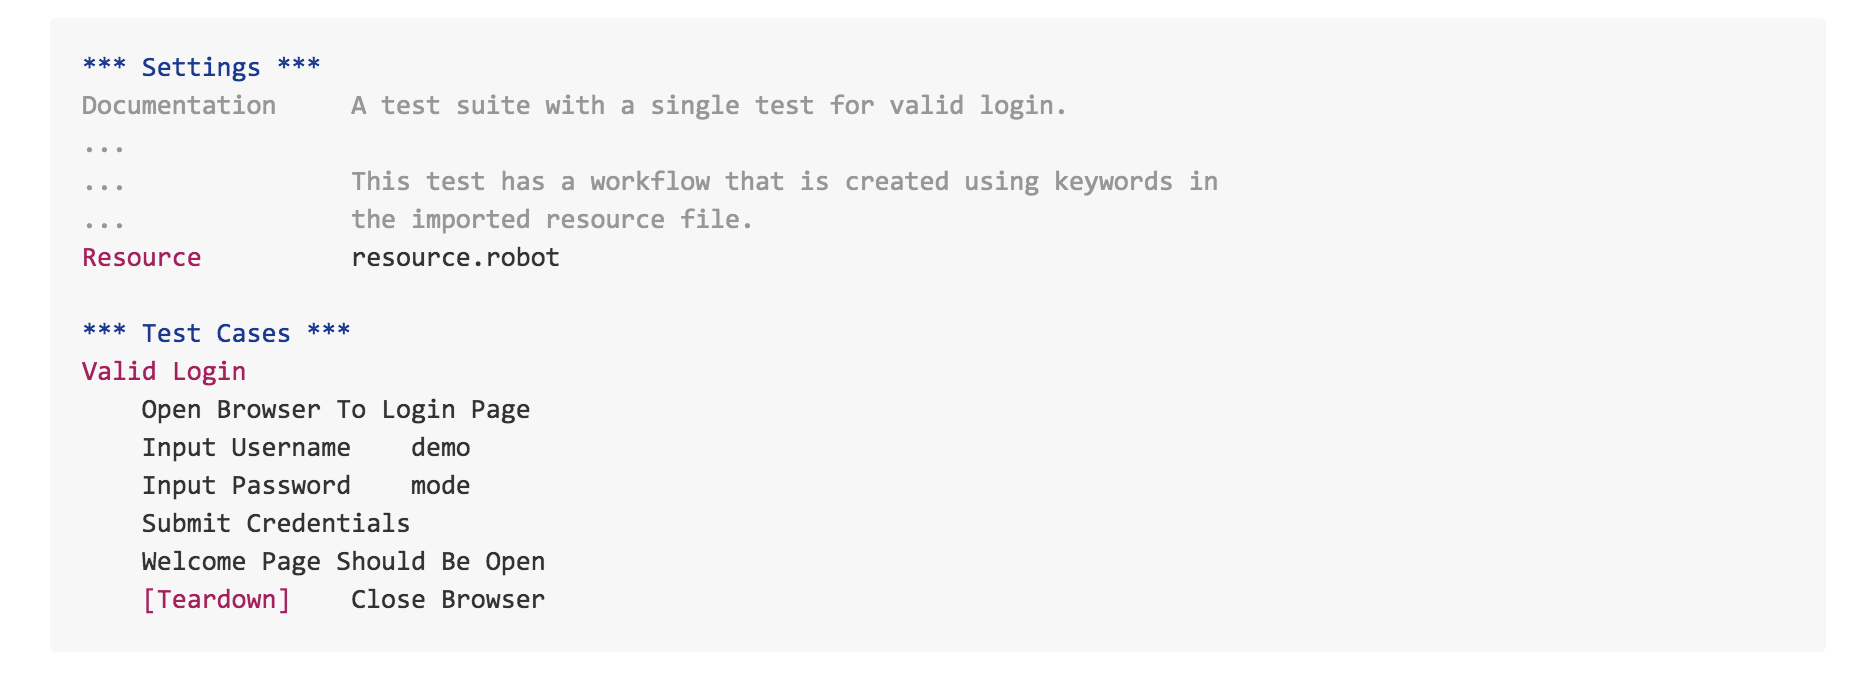 *** Settings ***
Documentation     A test suite with a single test for valid login.
...
...               This test has a workflow that is created using keywords in
...               the imported resource file.
Resource          resource.robot

*** Test Cases ***
Valid Login
    Open Browser To Login Page
    Input Username    demo
    Input Password    mode
    Submit Credentials
    Welcome Page Should Be Open
    [Teardown]    Close Browser